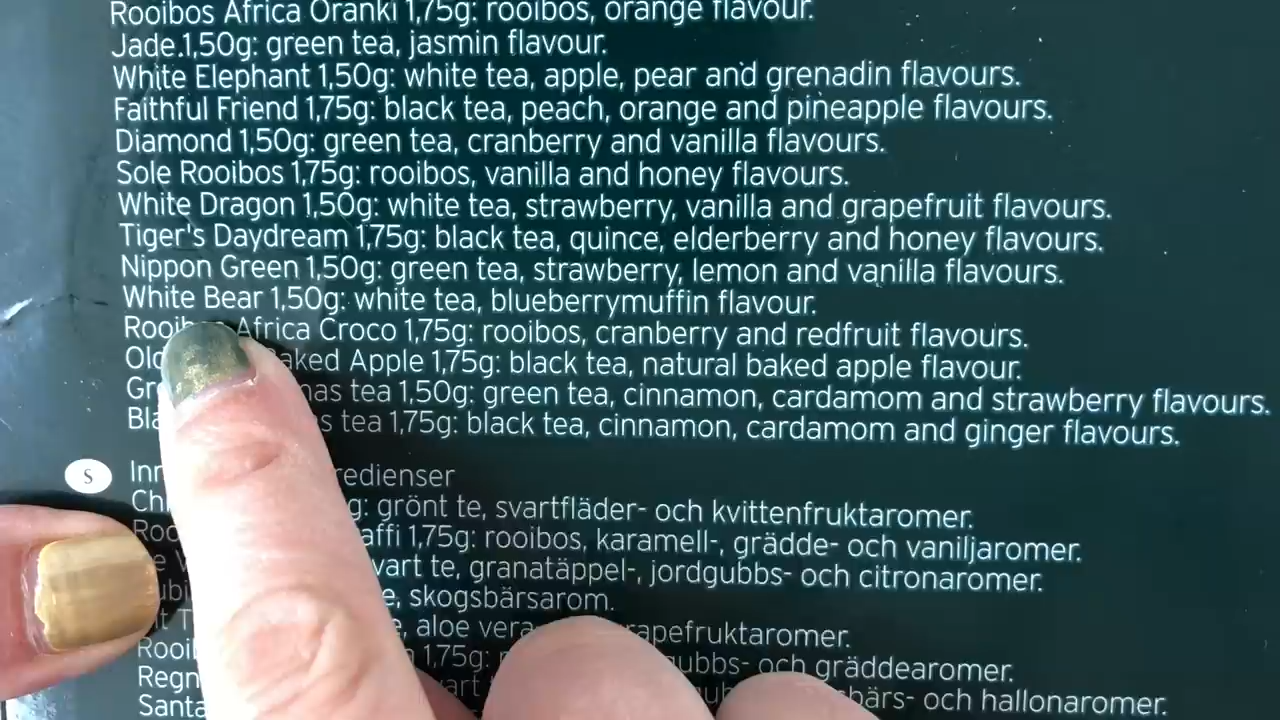 Rooibos Africa Oranki 1,75g: rooibos, orange flavour.
Jade 1,50g: green tea, jasmin flavour.
White Elephant 1,50g: white tea, apple, pear and grenadin flavours.
Faithful Friend 1,75g: black tea, peach, orange and pineapple flavours.
Diamond 1,50g: green tea, cranberry and vanilla flavours.
Sole Rooibos 1,75g: rooibos, vanilla and honey flavours.
White Dragon 1,50g: white tea, strawberry, vanilla and grapefruit flavours.
Tiger's Daydream 1,75g: black tea, quince, elderberry and honey flavours.
Nippon Green 1,50g: green tea, strawberry, lemon and vanilla flavours.
White Bear 1,50g: white tea, blueberrymuffin flavour.
Africa Croco 1,75g: rooibos, cranberry and redfruit flavours.
Baked Apple 1,75g: black tea, natural baked apple flavour.
tea 1,50g: green tea, cinnamon, cardamom and strawberry flavours.
tea 1,75g: black tea, cinnamon, cardamom and ginger flavours.
S
grönt te, svartfläder- och kvittenfruktaromer.
1,75g: rooibos, karamell-, grädde- och vaniljaromer.
te, granatäppel-, jordgubbs- och citronaromer.
skogsbärsarom.
aloe vera
1,75g: och gräddearomer.
och hallonaromer.